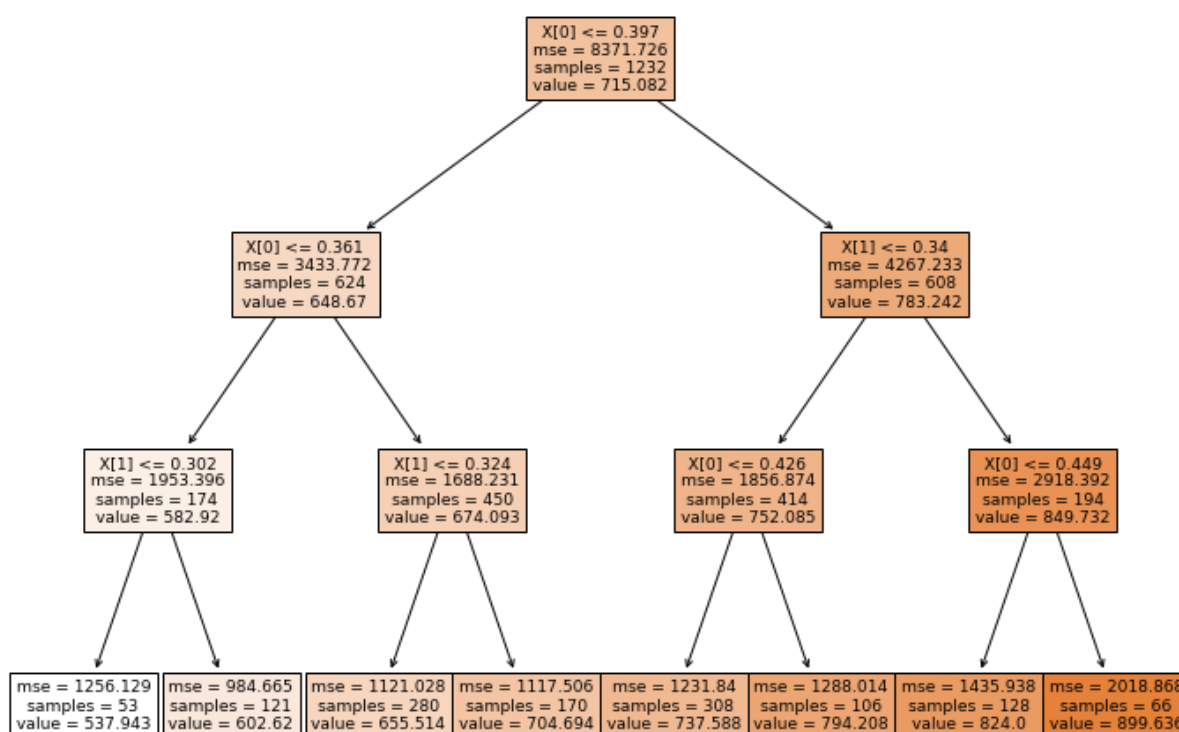 X[0] <= 0.397
mse = 8371.726
samples = 1232
value = 715.082
X[0] <= 0.361
mse = 3433.772
samples = 624
value = 648.67
X[1] <= 0.34
mse = 4267.233
samples = 608
value = 783.242
X[1] <= 0.302
mse = 1953.396
samples = 174
value = 582.92
X[1] <= 0.324
mse = 1688.231
samples = 450
value = 674.093
X[0] <= 0.426
mse = 1856.874
samples = 414
value = 752.085
X[0] <= 0.449
mse = 2918.392
samples = 194
value = 849.732
mse = 1256.129
samples = 53
value = 537.943
mse = 984.665
samples = 121
value = 602.62
mse = 1121.028
samples = 280
value = 655.514
mse = 1117.506
samples = 170
value = 704.694
mse = 1231.84
samples = 308
value = 737.588
mse = 1288.014
samples = 106
value = 794.208
mse = 1435.938
samples = 128
value = 824.0
mse = 2018.868
samples = 66
value = 899.636